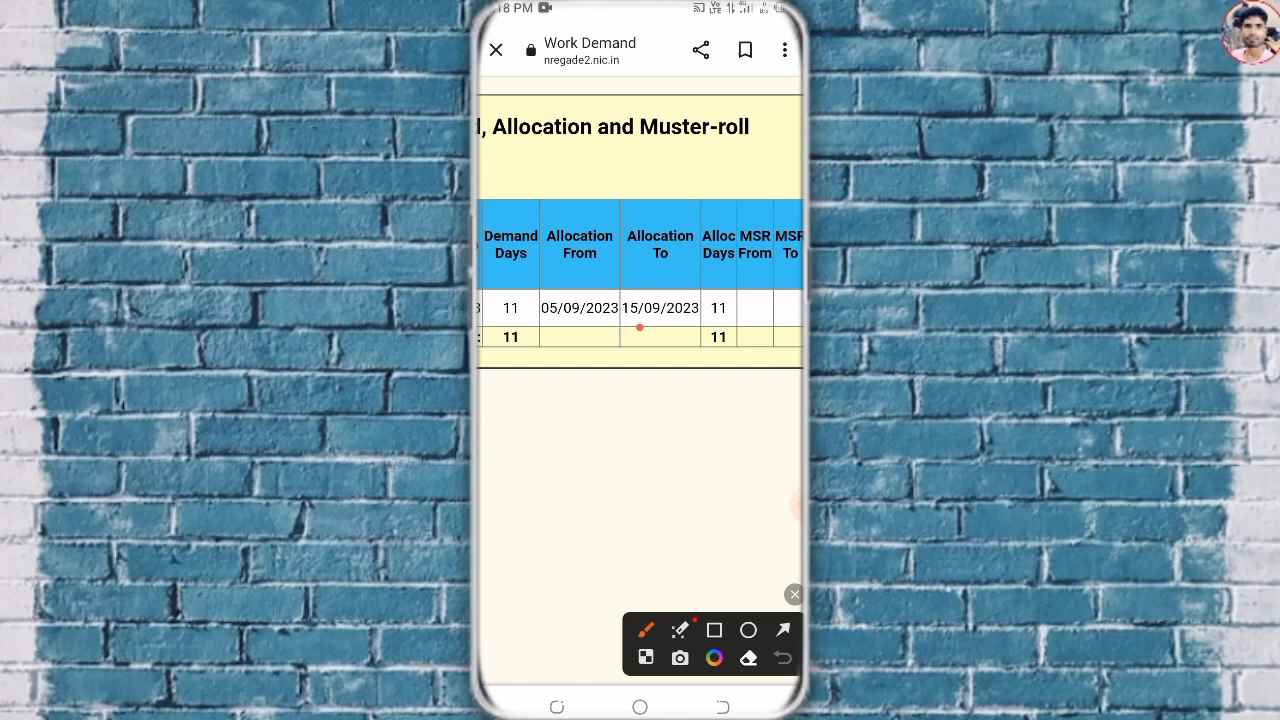 18 PM
Work Demand
nregade2.nic.in
, Allocation and Muster-roll
Demand Days Allocation From Allocation To Alloc Days MSR From MSR To
3 11 05/09/2023 15/09/2023 11
: 11 11